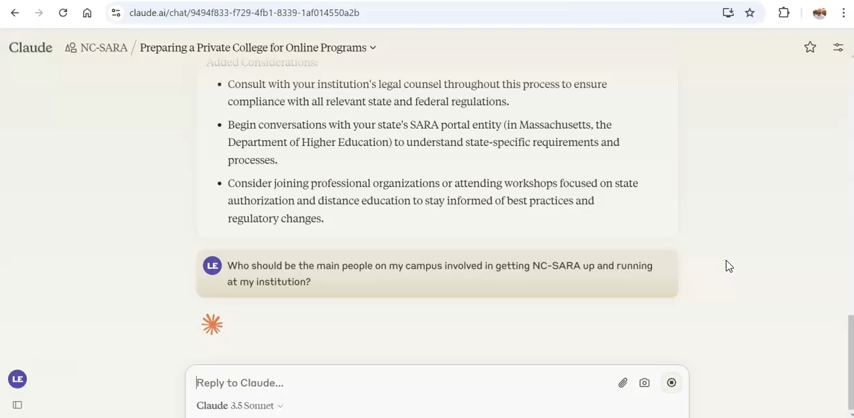 claude.ai/chat/9494f833-f729-4fb1-8339-1af014550a2b
Claude NC-SARA / Preparing a Private College for Online Programs
Added Considerations:
• Consult with your institution's legal counsel throughout this process to ensure
compliance with all relevant state and federal regulations.
• Begin conversations with your state's SARA portal entity (in Massachusetts, the
Department of Higher Education) to understand state-specific requirements and
processes.
• Consider joining professional organizations or attending workshops focused on state
authorization and distance education to stay informed of best practices and
regulatory changes.
LE Who should be the main people on my campus involved in getting NC-SARA up and running
at my institution?
Reply to Claude...
LE
Claude 3.5 Sonnet